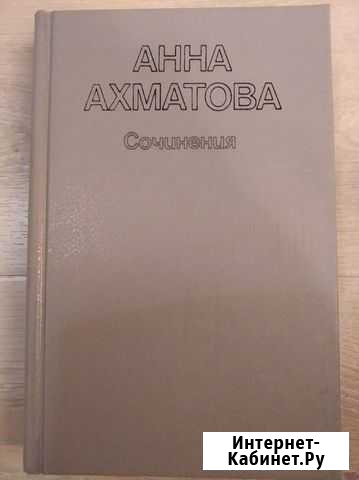 АННА
АХМАТОВА
Сочинения
Интернет-
Кабинет.Ру